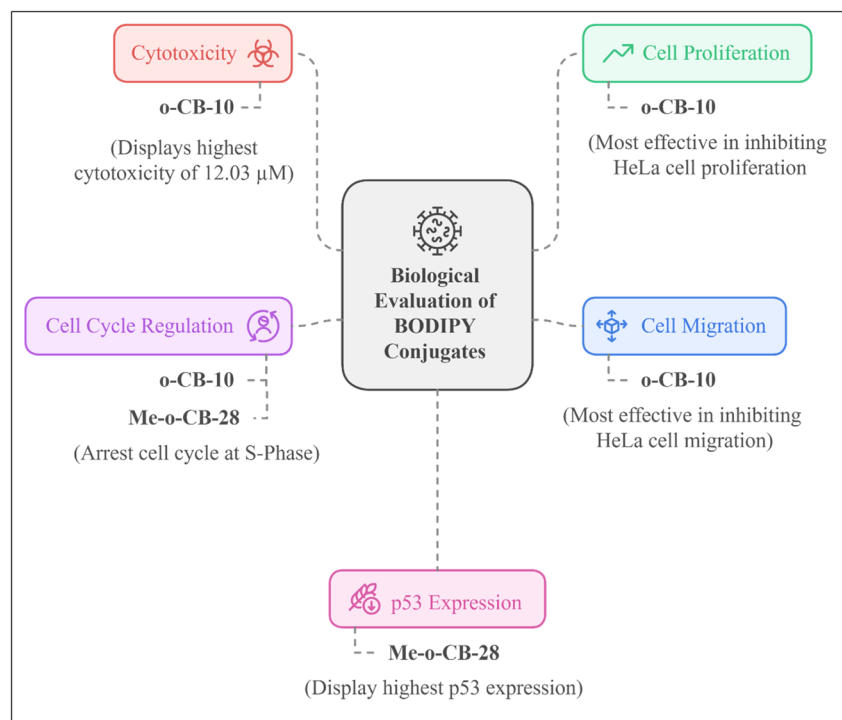 Cytotoxicity
o-CB-10
(Displays highest
cytotoxicity of 12.03 µM)
Cell Proliferation
o-CB-10
(Most effective in inhibiting
HeLa cell proliferation
Biological
Evaluation of
BODIPY
Conjugates
Cell Cycle Regulation
o-CB-10
Me-o-CB-28
(Arrest cell cycle at S-Phase)
Cell Migration
o-CB-10
(Most effective in inhibiting
HeLa cell migration)
p53 Expression
Me-o-CB-28
(Display highest p53 expression)